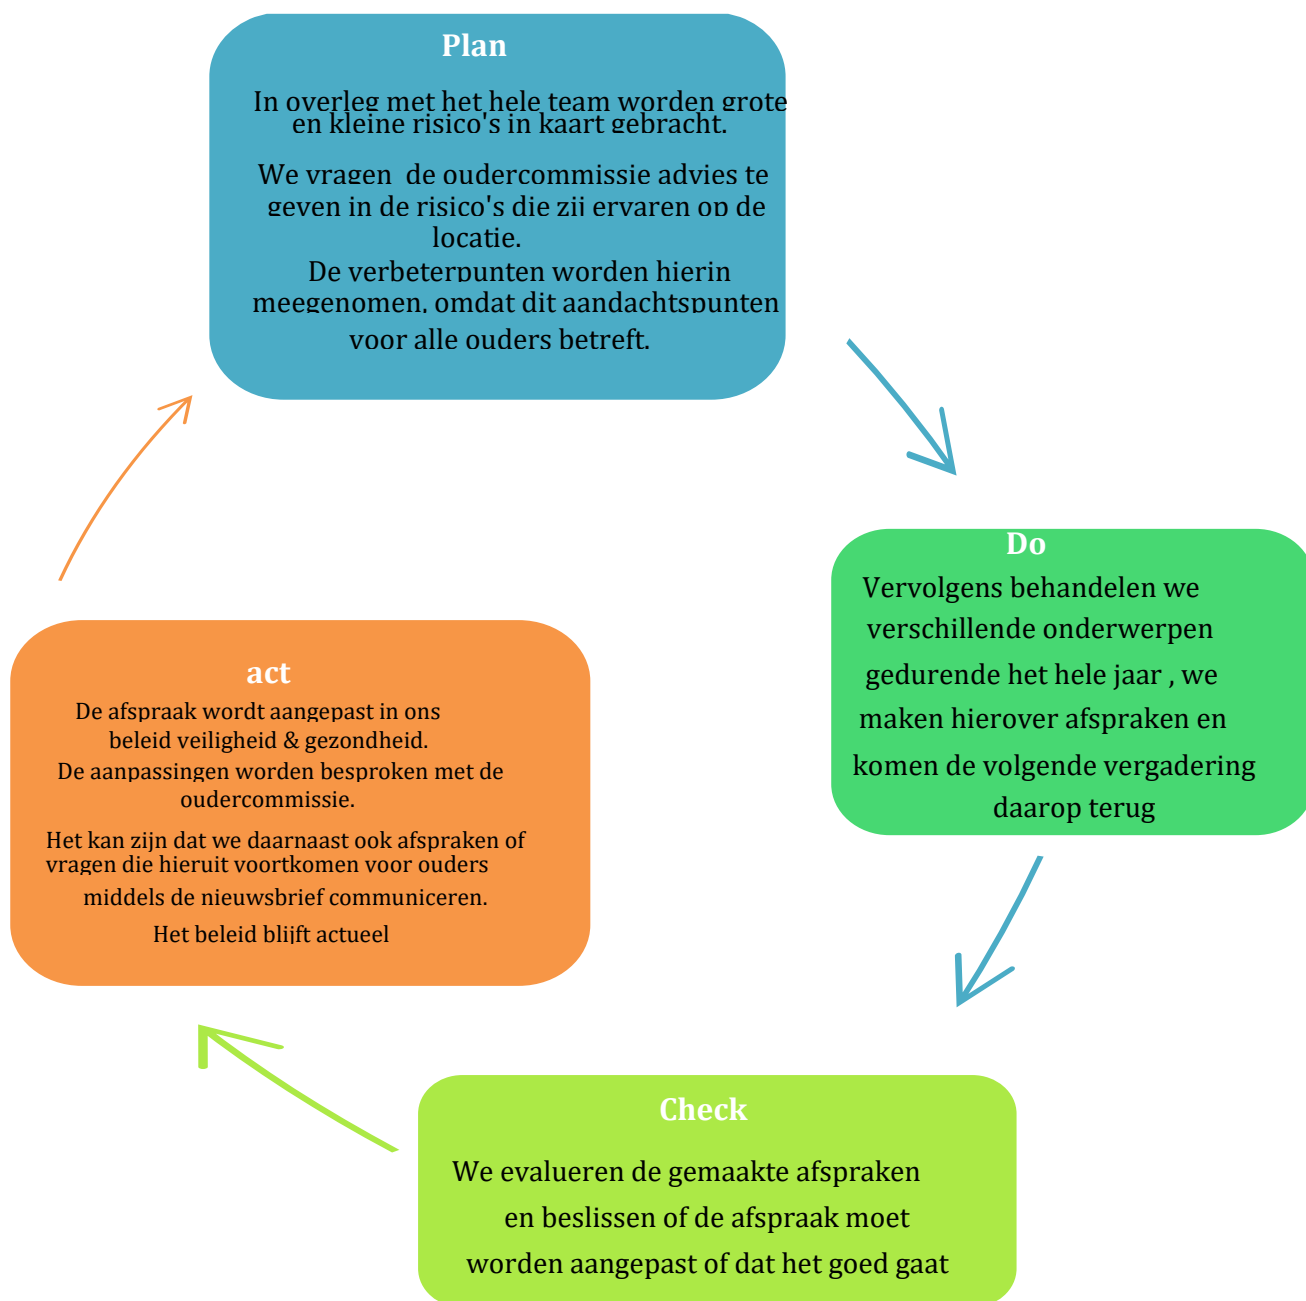 Plan
In overleg met het hele team worden grote
en kleine risico's in kaart gebracht.
We vragen  de oudercommissie advies te
geven in de risico's die zij ervaren op de
locatie.
De verbeterpunten worden hierin
meegenomen, omdat dit aandachtspunten
voor alle ouders betreft.
Do
Vervolgens behandelen we
verschillende onderwerpen
gedurende het hele jaar , we
maken hierover afspraken en
komen de volgende vergadering
daarop terug
Check
We evalueren de gemaakte afspraken
en beslissen of de afspraak moet
worden aangepast of dat het goed gaat
act
De afspraak wordt aangepast in ons
beleid veiligheid & gezondheid.
De aanpassingen worden besproken met de
oudercommissie.
Het kan zijn dat we daarnaast ook afspraken of
vragen die hieruit voortkomen voor ouders
middels de nieuwsbrief communiceren.
Het beleid blijft actueel